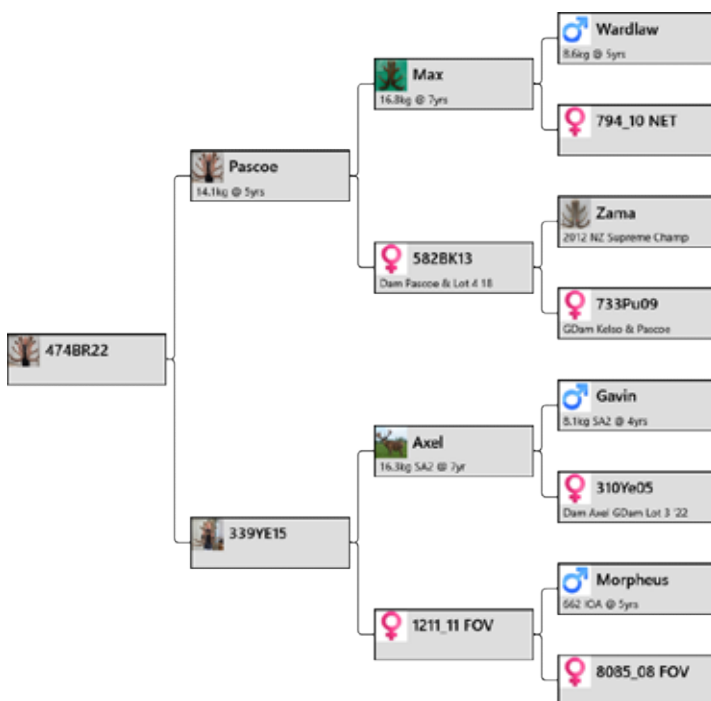 Wardlaw
8.6kg @ 5yrs
Max
16.8kg @ 7yrs
794_10 NET
Pascoe
14.1kg @ 5yrs
Zama
2012 NZ Supreme Champ
582BK13
Dam Pascoe & Lot 4 18
733Pu09
GDam Kelso & Pascoe
474BR22
Gavin
8.1kg SA2 @ 4yrs
Axel
16.3kg SA2 @ 7yr
310Ye05
Dam Axel GDam Lot 3 '22
339YE15
Morpheus
662 IOA @ 5yrs
1211_11 FOV
8085_08 FOV